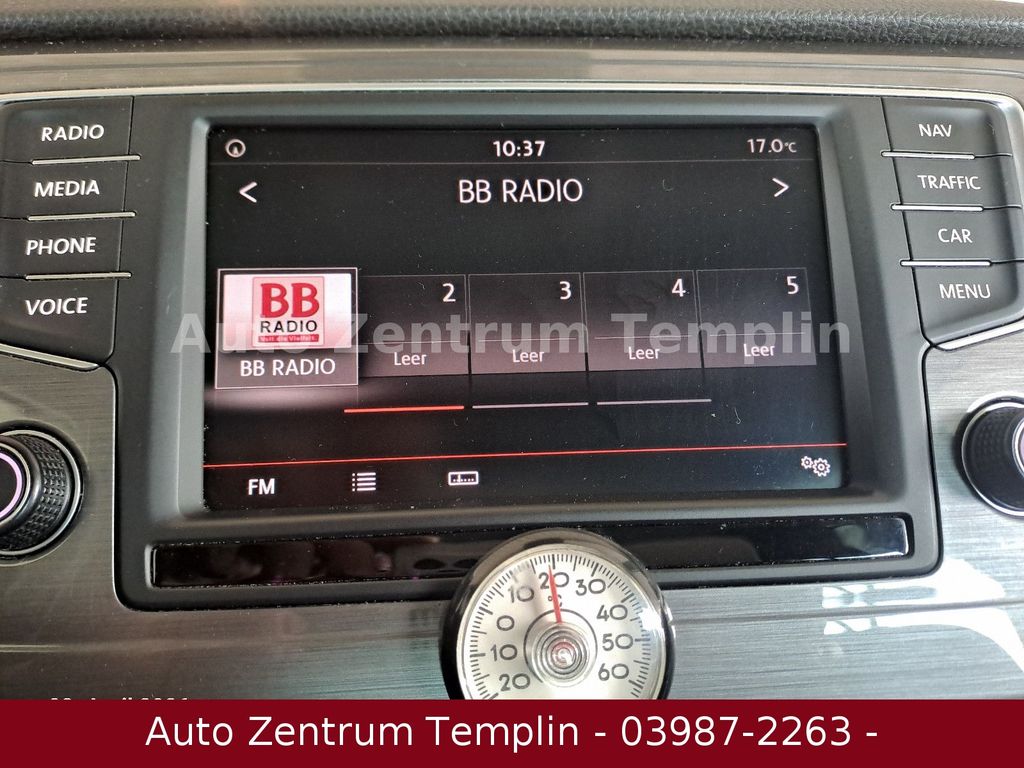 RADIO
MEDIA
PHONE
VOICE
10:37
17.0°C
< BB RADIO >
BB
RADIO
BB RADIO
2
Leer
3
Leer
4
Leer
5
Leer
FM
NAV
TRAFFIC
CAR
MENU
Auto Zentrum Templin
20 10 0 10 20 30 40 50 60
°C
Auto Zentrum Templin - 03987-2263 -